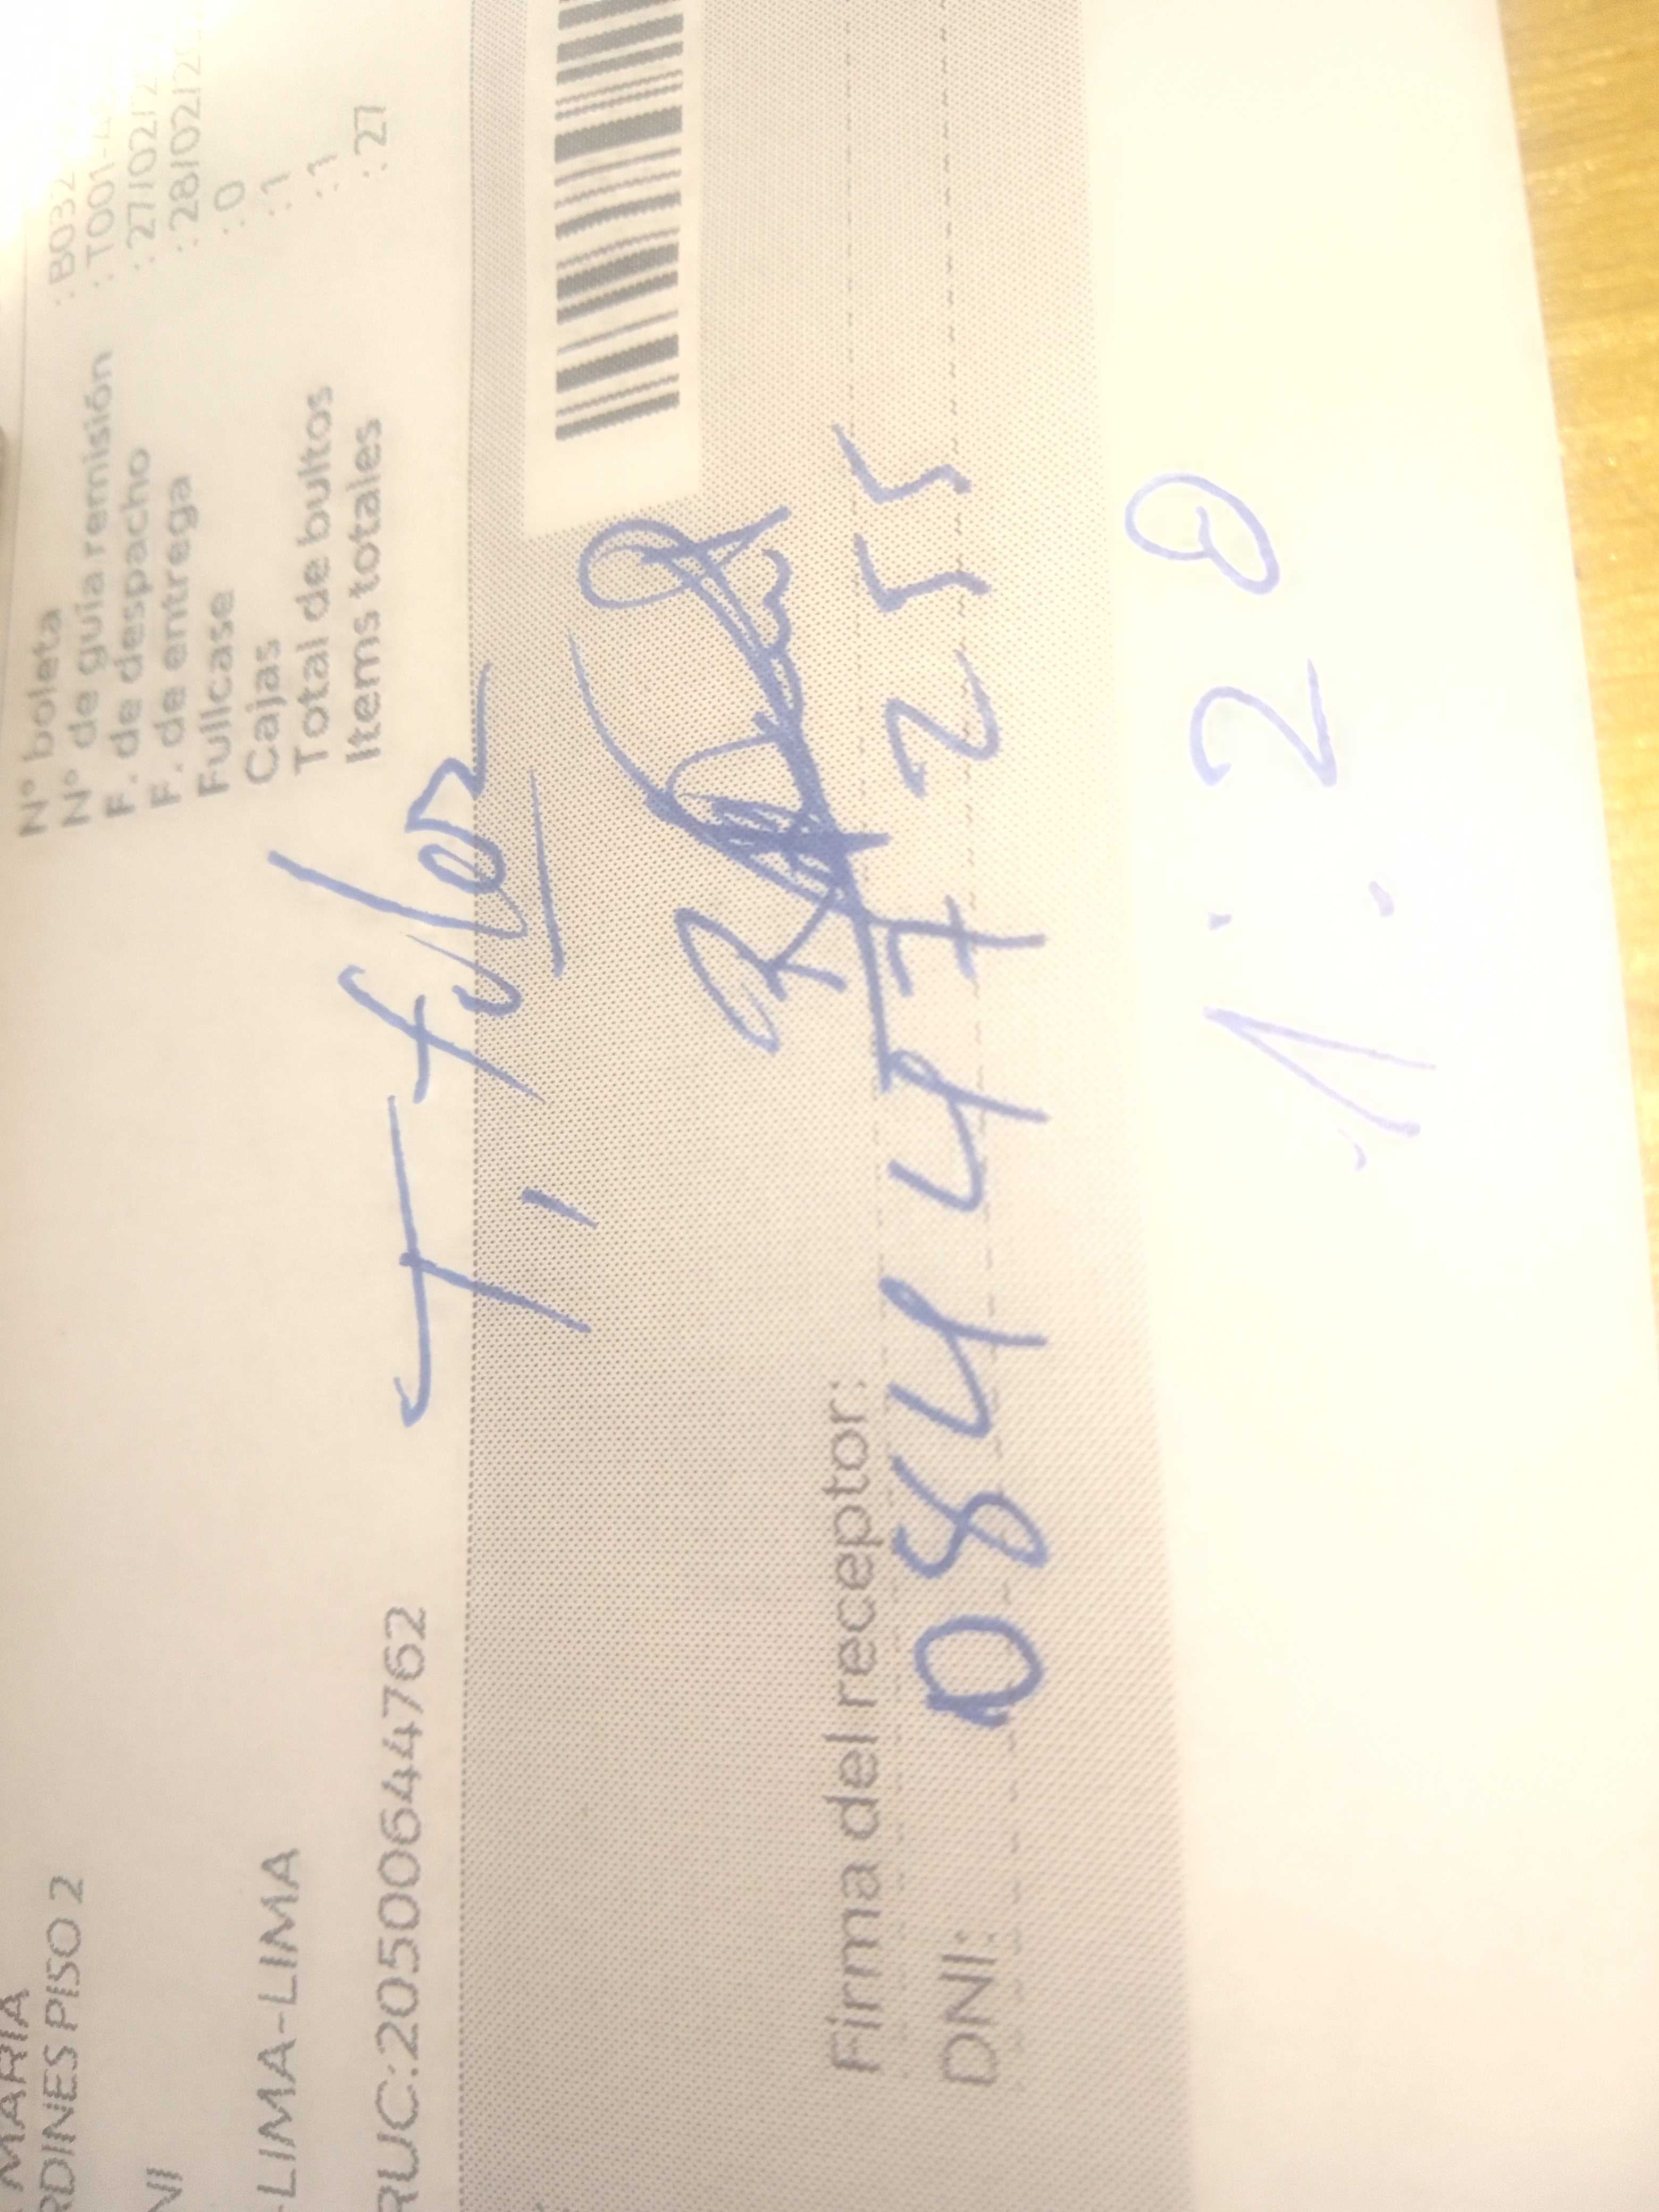 MARIA
RDINES PISO 2
NI
-LIMA-LIMA
RUC:20500644762
N° boleta : B032
N° de guía remisión : T001-
F. de despacho : 27/02/2
F. de entrega : 28/02/20
Fullcase : 0
Cajas : 1
Total de bultos : 1
Items totales : 27
Firma del receptor:
DNI: 08447255
1:20